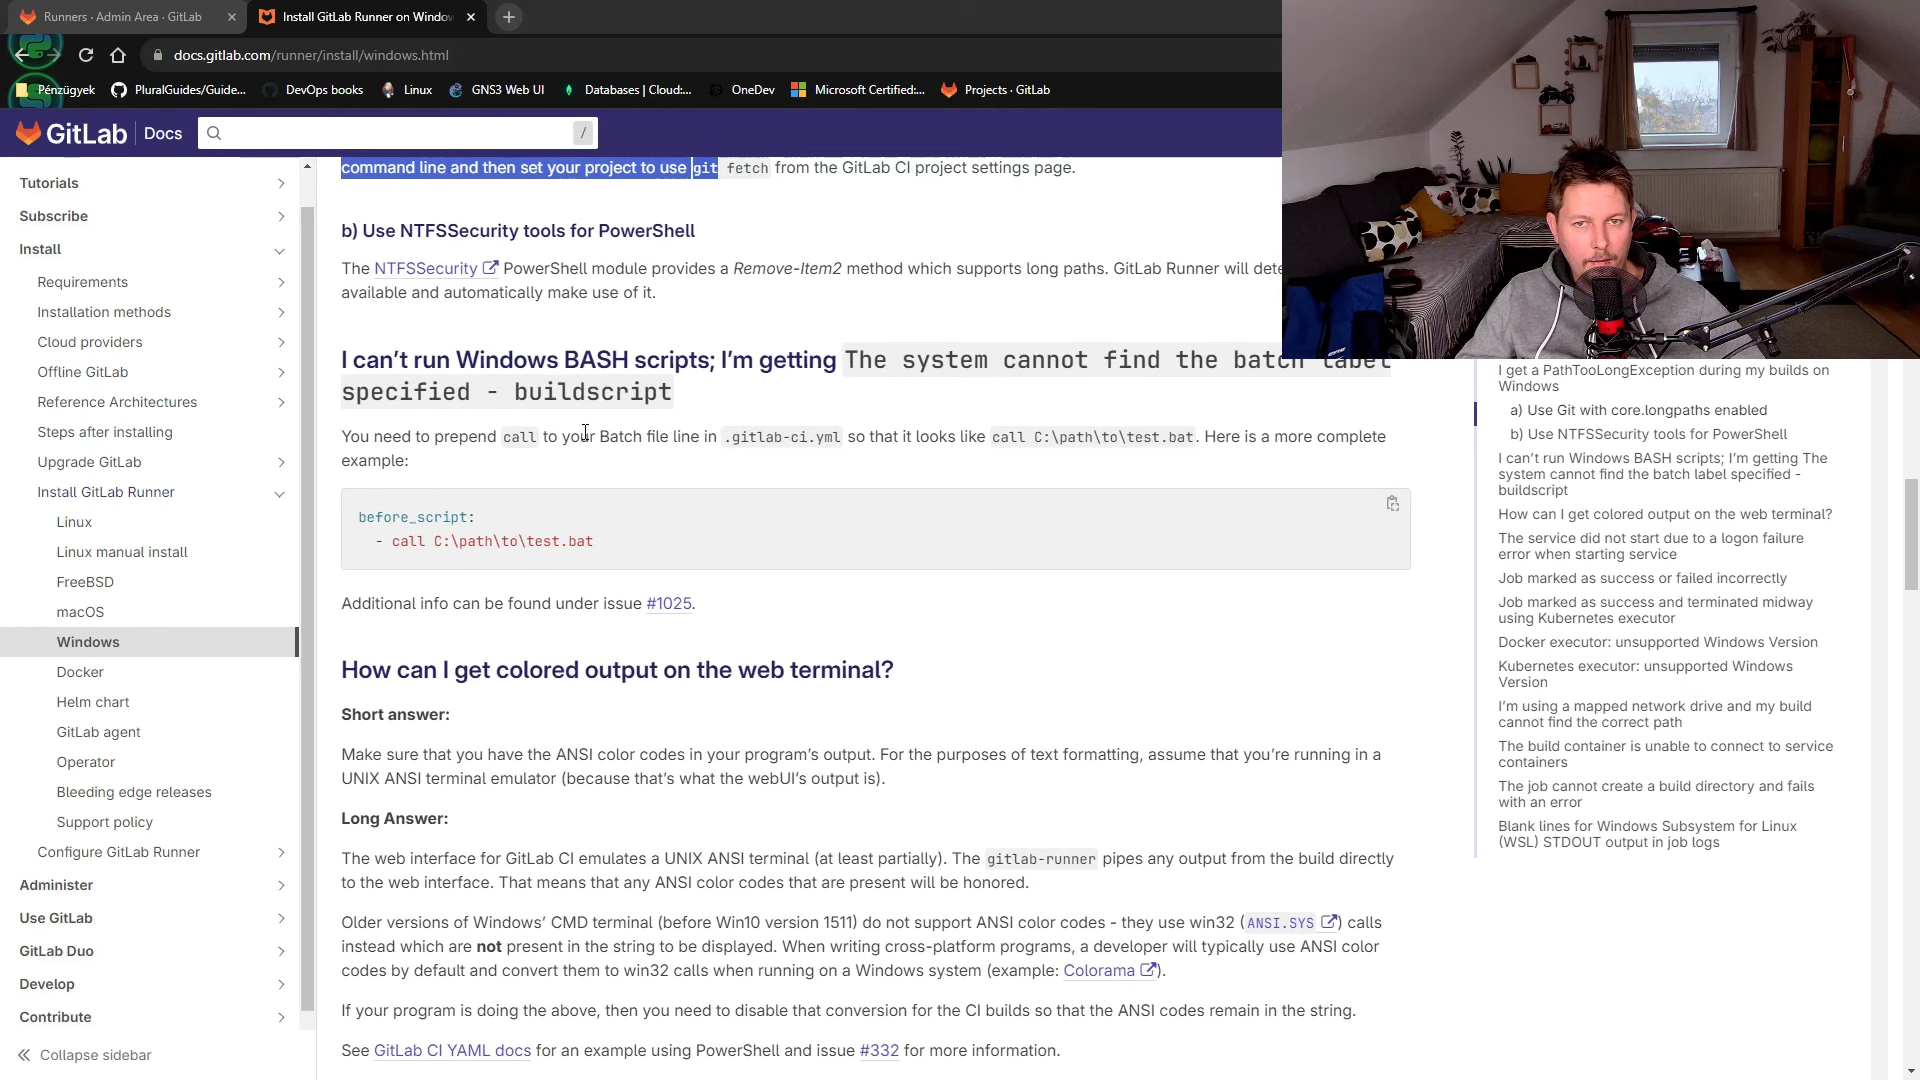 Runners · Admin Area · GitLab
Install GitLab Runner on Window
docs.gitlab.com/runner/install/windows.html
Pénzügyek
PluralGuides/Guide...
DevOps books
Linux
GNS3 Web UI
Databases | Cloud:...
OneDev
Microsoft Certified:...
Projects · GitLab
GitLab
Docs
/
Tutorials
Subscribe
Install
Requirements
Installation methods
Cloud providers
Offline GitLab
Reference Architectures
Steps after installing
Upgrade GitLab
Install GitLab Runner
Linux
Linux manual install
FreeBSD
macOS
Windows
Docker
Helm chart
GitLab agent
Operator
Bleeding edge releases
Support policy
Configure GitLab Runner
Administer
Use GitLab
GitLab Duo
Develop
Contribute
Collapse sidebar
command line and then set your project to use git fetch from the GitLab CI project settings page.
b) Use NTFSSecurity tools for PowerShell
The NTFSSecurity PowerShell module provides a Remove-Item2 method which supports long paths. GitLab Runner will dete
available and automatically make use of it.
I can’t run Windows BASH scripts; I’m getting The system cannot find the batch label
specified - buildscript
You need to prepend call to your Batch file line in .gitlab-ci.yml so that it looks like call C:\path\to\test.bat. Here is a more complete
example:
before_script:
- call C:\path\to\test.bat
Additional info can be found under issue #1025.
How can I get colored output on the web terminal?
Short answer:
Make sure that you have the ANSI color codes in your program’s output. For the purposes of text formatting, assume that you’re running in a
UNIX ANSI terminal emulator (because that’s what the webUI’s output is).
Long Answer:
The web interface for GitLab CI emulates a UNIX ANSI terminal (at least partially). The gitlab-runner pipes any output from the build directly
to the web interface. That means that any ANSI color codes that are present will be honored.
Older versions of Windows’ CMD terminal (before Win10 version 1511) do not support ANSI color codes - they use win32 (ANSI.SYS) calls
instead which are not present in the string to be displayed. When writing cross-platform programs, a developer will typically use ANSI color
codes by default and convert them to win32 calls when running on a Windows system (example: Colorama).
If your program is doing the above, then you need to disable that conversion for the CI builds so that the ANSI codes remain in the string.
See GitLab CI YAML docs for an example using PowerShell and issue #332 for more information.
I get a PathTooLongException during my builds on
Windows
a) Use Git with core.longpaths enabled
b) Use NTFSSecurity tools for PowerShell
I can’t run Windows BASH scripts; I’m getting The
system cannot find the batch label specified -
buildscript
How can I get colored output on the web terminal?
The service did not start due to a logon failure
error when starting service
Job marked as success or failed incorrectly
Job marked as success and terminated midway
using Kubernetes executor
Docker executor: unsupported Windows Version
Kubernetes executor: unsupported Windows
Version
I’m using a mapped network drive and my build
cannot find the correct path
The build container is unable to connect to service
containers
The job cannot create a build directory and fails
with an error
Blank lines for Windows Subsystem for Linux
(WSL) STDOUT output in job logs